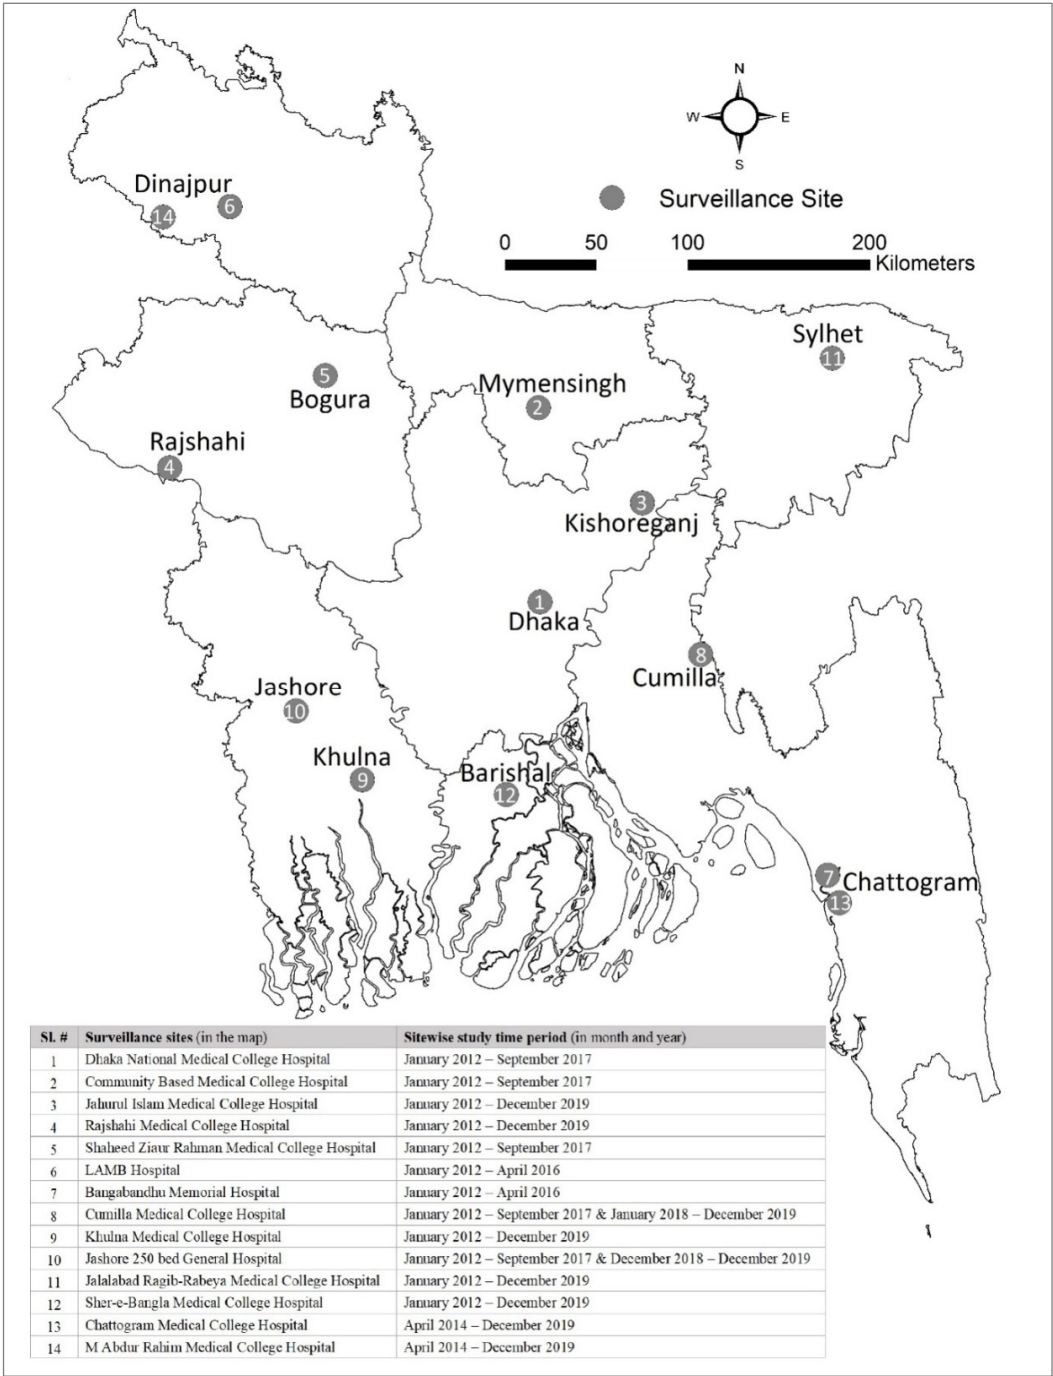 N
W E
S
Surveillance Site
0 50 100 200
Kilometers
Dinajpur
6
14
Sylhet
11
5
Bogura
Mymensingh
2
Rajshahi
4
3
Kishoreganj
1
Dhaka
8
Cumilla
Jashore
10
Khulna
9
Barishal
12
7
Chattogram
13
Sl. # Surveillance sites (in the map) Sitewise study time period (in month and year)
1 Dhaka National Medical College Hospital January 2012 – September 2017
2 Community Based Medical College Hospital January 2012 – September 2017
3 Jahurul Islam Medical College Hospital January 2012 – December 2019
4 Rajshahi Medical College Hospital January 2012 – December 2019
5 Shaheed Ziaur Rahman Medical College Hospital January 2012 – September 2017
6 LAMB Hospital January 2012 – April 2016
7 Bangabandhu Memorial Hospital January 2012 – April 2016
8 Cumilla Medical College Hospital January 2012 – September 2017 & January 2018 – December 2019
9 Khulna Medical College Hospital January 2012 – December 2019
10 Jashore 250 bed General Hospital January 2012 – September 2017 & December 2018 – December 2019
11 Jalalabad Ragib-Rabeya Medical College Hospital January 2012 – December 2019
12 Sher-e-Bangla Medical College Hospital January 2012 – December 2019
13 Chattogram Medical College Hospital April 2014 – December 2019
14 M Abdur Rahim Medical College Hospital April 2014 – December 2019